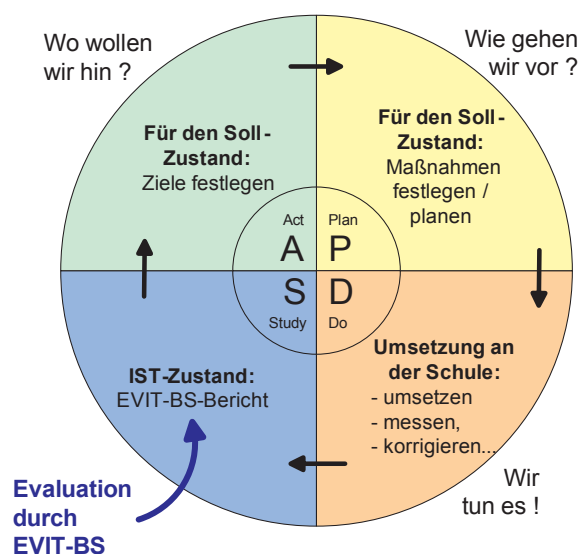 Wo wollen
wir hin ?
Wie gehen
wir vor ?
Für den Soll-
Zustand:
Ziele festlegen
Für den Soll-
Zustand:
Maßnahmen
festlegen /
planen
Act
A
Plan
P
S
Study
D
Do
IST-Zustand:
EVIT-BS-Bericht
Umsetzung an
der Schule:
- umsetzen
- messen,
- korrigieren...
Evaluation
durch
EVIT-BS
Wir
tun es !